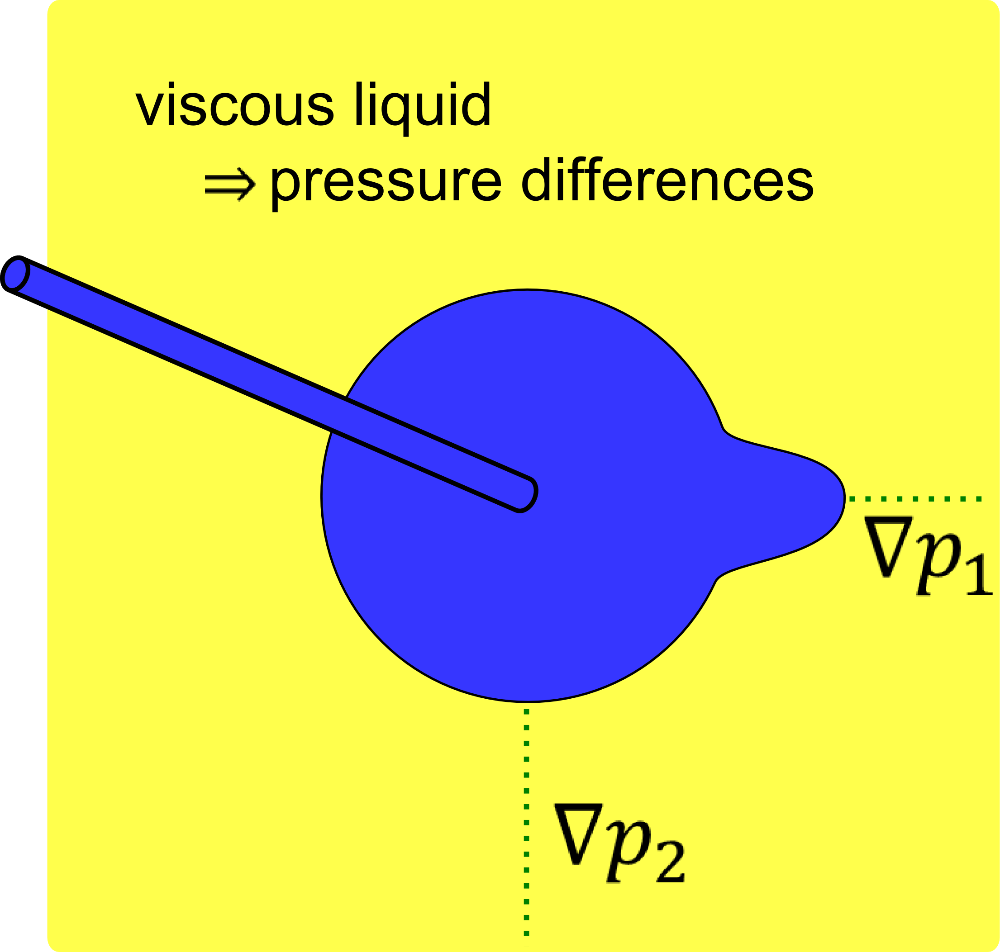 viscous liquid
⇒ pressure differences
∇p₁
∇p₂